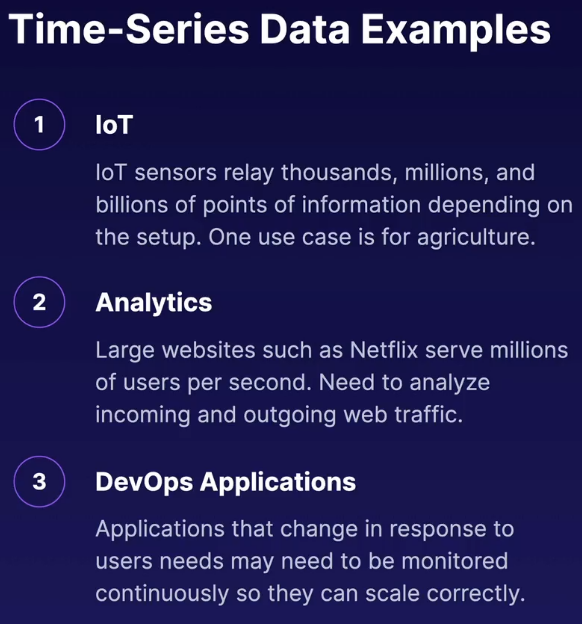 Time-Series Data Examples
1
IoT
IoT sensors relay thousands, millions, and
billions of points of information depending on
the setup. One use case is for agriculture.
2
Analytics
Large websites such as Netflix serve millions
of users per second. Need to analyze
incoming and outgoing web traffic.
3
DevOps Applications
Applications that change in response to
users needs may need to be monitored
continuously so they can scale correctly.